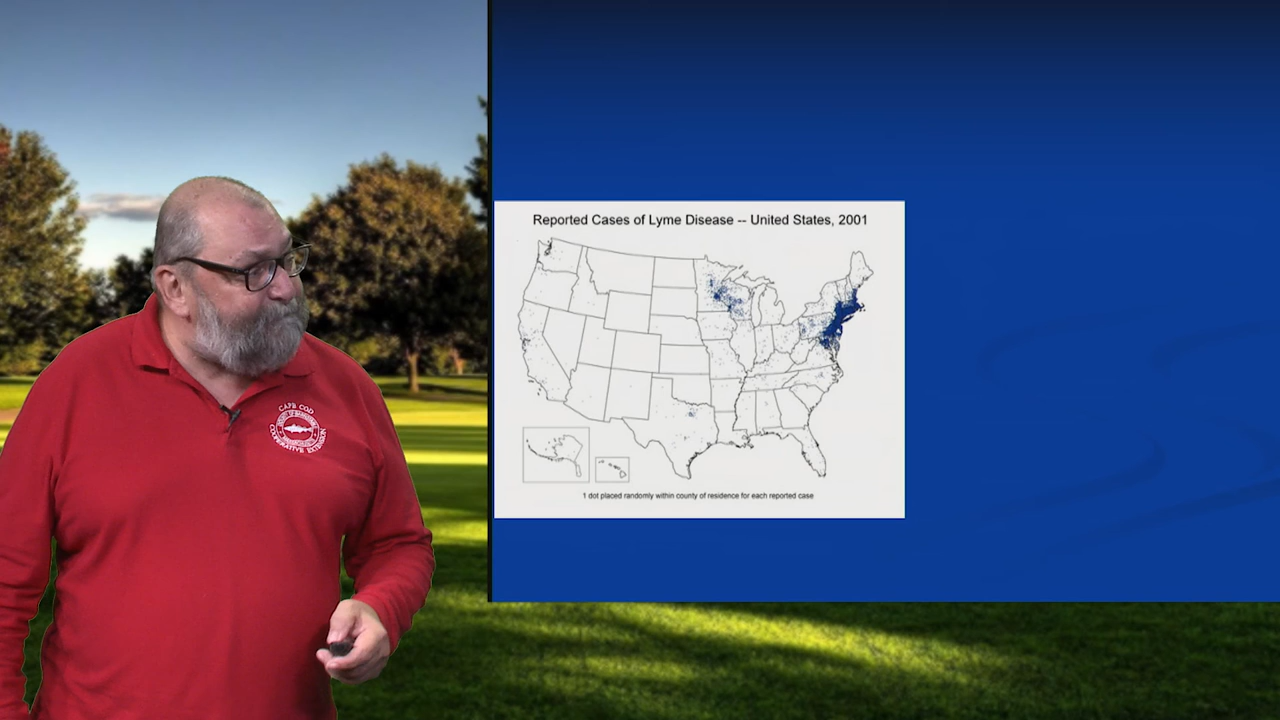 Reported Cases of Lyme Disease -- United States, 2001
1 dot placed randomly within county of residence for each reported case
CAPE COD
COOPERATIVE EXTENSION